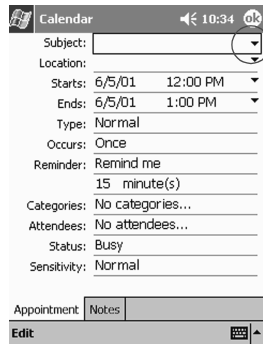 Calendar 10:34 ok
Subject:
Location:
Starts: 6/5/01 12:00 PM
Ends: 6/5/01 1:00 PM
Type: Normal
Occurs: Once
Reminder: Remind me
15 minute(s)
Categories: No categories...
Attendees: No attendees...
Status: Busy
Sensitivity: Normal
Appointment Notes
Edit